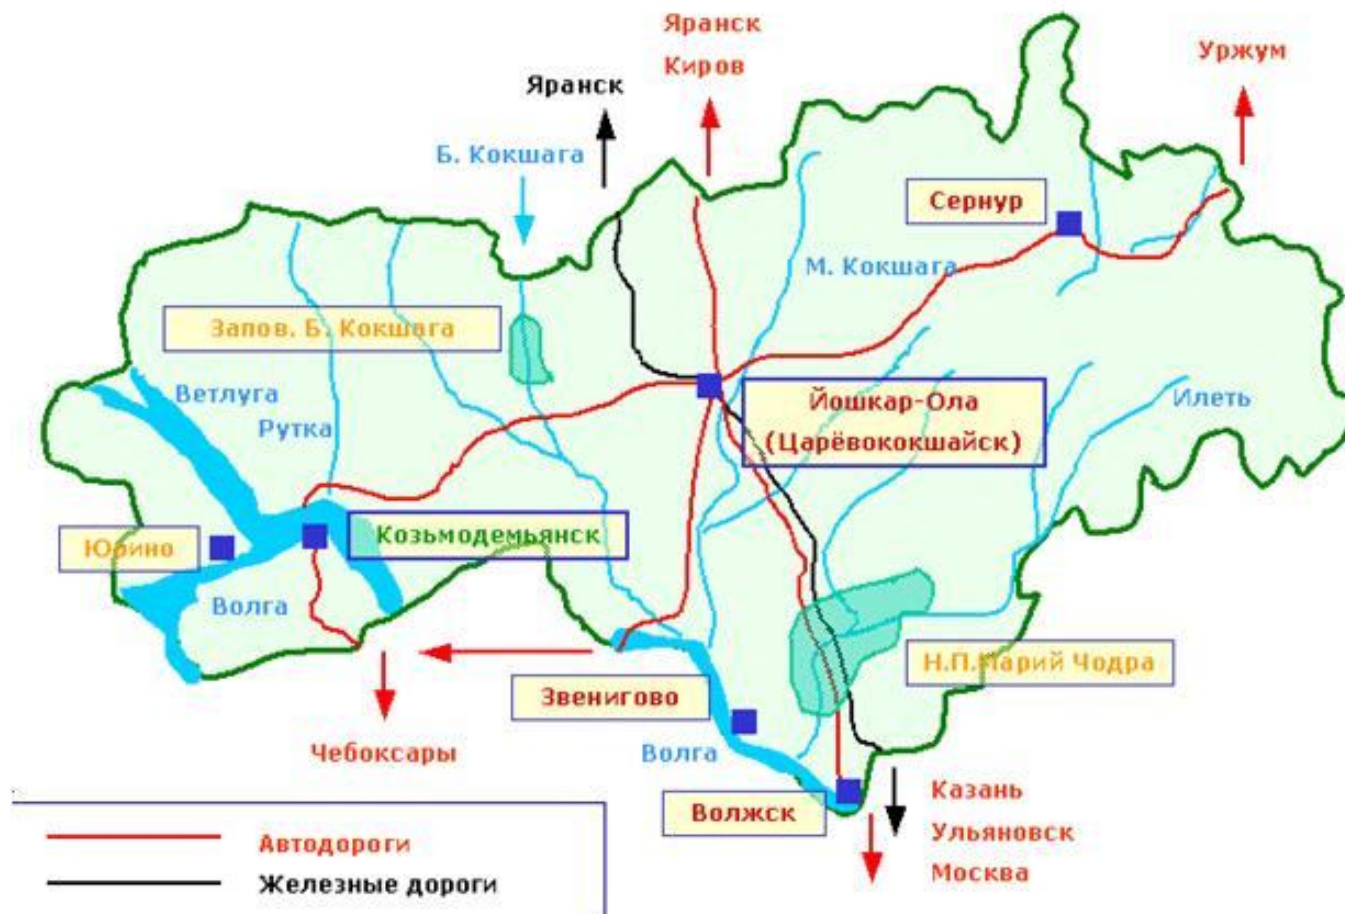 Яранск
Киров
Уржум
Яранск
Б. Кокшага
Сернур
М. Кокшага
Запов. Б. Кокшага
Ветлуга
Рутка
Йошкар-Ола
(Царёвококшайск)
Илеть
Козьмодемьянск
Юрино
Волга
Н.П.Марий Чодра
Звенигово
Чебоксары
Волга
Волжск
Казань
Ульяновск
Москва
Автодороги
Железные дороги